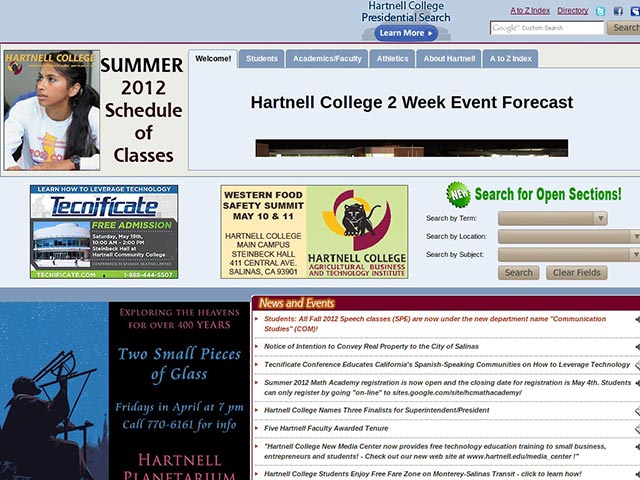 Hartnell College
Presidential Search
Learn More
A to Z Index
Directory
Google™ Custom Search
Search
HARTNELL COLLEGE
SUMMER
2012
Schedule
of
Classes
Welcome!
Students
Academics/Faculty
Athletics
About Hartnell
A to Z Index
Hartnell College 2 Week Event Forecast
LEARN HOW TO LEVERAGE TECHNOLOGY
Tecnifícate
FREE ADMISSION
Saturday, May 19th,
10:00 AM – 2:00 PM
Steinbeck Hall at
Hartnell Community College
CONFERENCE IN SPANISH, SEATING LIMITED
TECNIFICATE.COM
1-888-444-5507
WESTERN FOOD
SAFETY SUMMIT
MAY 10 & 11
HARTNELL COLLEGE
MAIN CAMPUS
STEINBECK HALL
411 CENTRAL AVE.
SALINAS, CA 93901
HARTNELL COLLEGE
AGRICULTURAL BUSINESS
AND TECHNOLOGY INSTITUTE
NEW
Search for Open Sections!
Search by Term:
Search by Location:
Search by Subject:
Search
Clear Fields
EXPLORING THE HEAVENS
FOR OVER 400 YEARS
Two Small Pieces
of Glass
Fridays in April at 7 pm
Call 770-6161 for info
HARTNELL
PLANETARIUM
News and Events
Students: All Fall 2012 Speech classes (SPE) are now under the new department name "Communication
Studies" (COM)!
Notice of Intention to Convey Real Property to the City of Salinas
Tecnificate Conference Educates California's Spanish-Speaking Communities on How to Leverage Technology
Summer 2012 Math Academy registration is now open and the closing date for registration is May 4th. Students
can only register by going "on-line" to sites.google.com/site/hcmathacademy/
Hartnell College Names Three Finalists for Superintendent/President
Five Hartnell Faculty Awarded Tenure
"Hartnell College New Media Center now provides free technology education training to small business,
entrepreneurs and students! - Check out our new web site at www.hartnell.edu/media_center !"
Hartnell College Students Enjoy Free Fare Zone on Monterey-Salinas Transit - click to learn how!